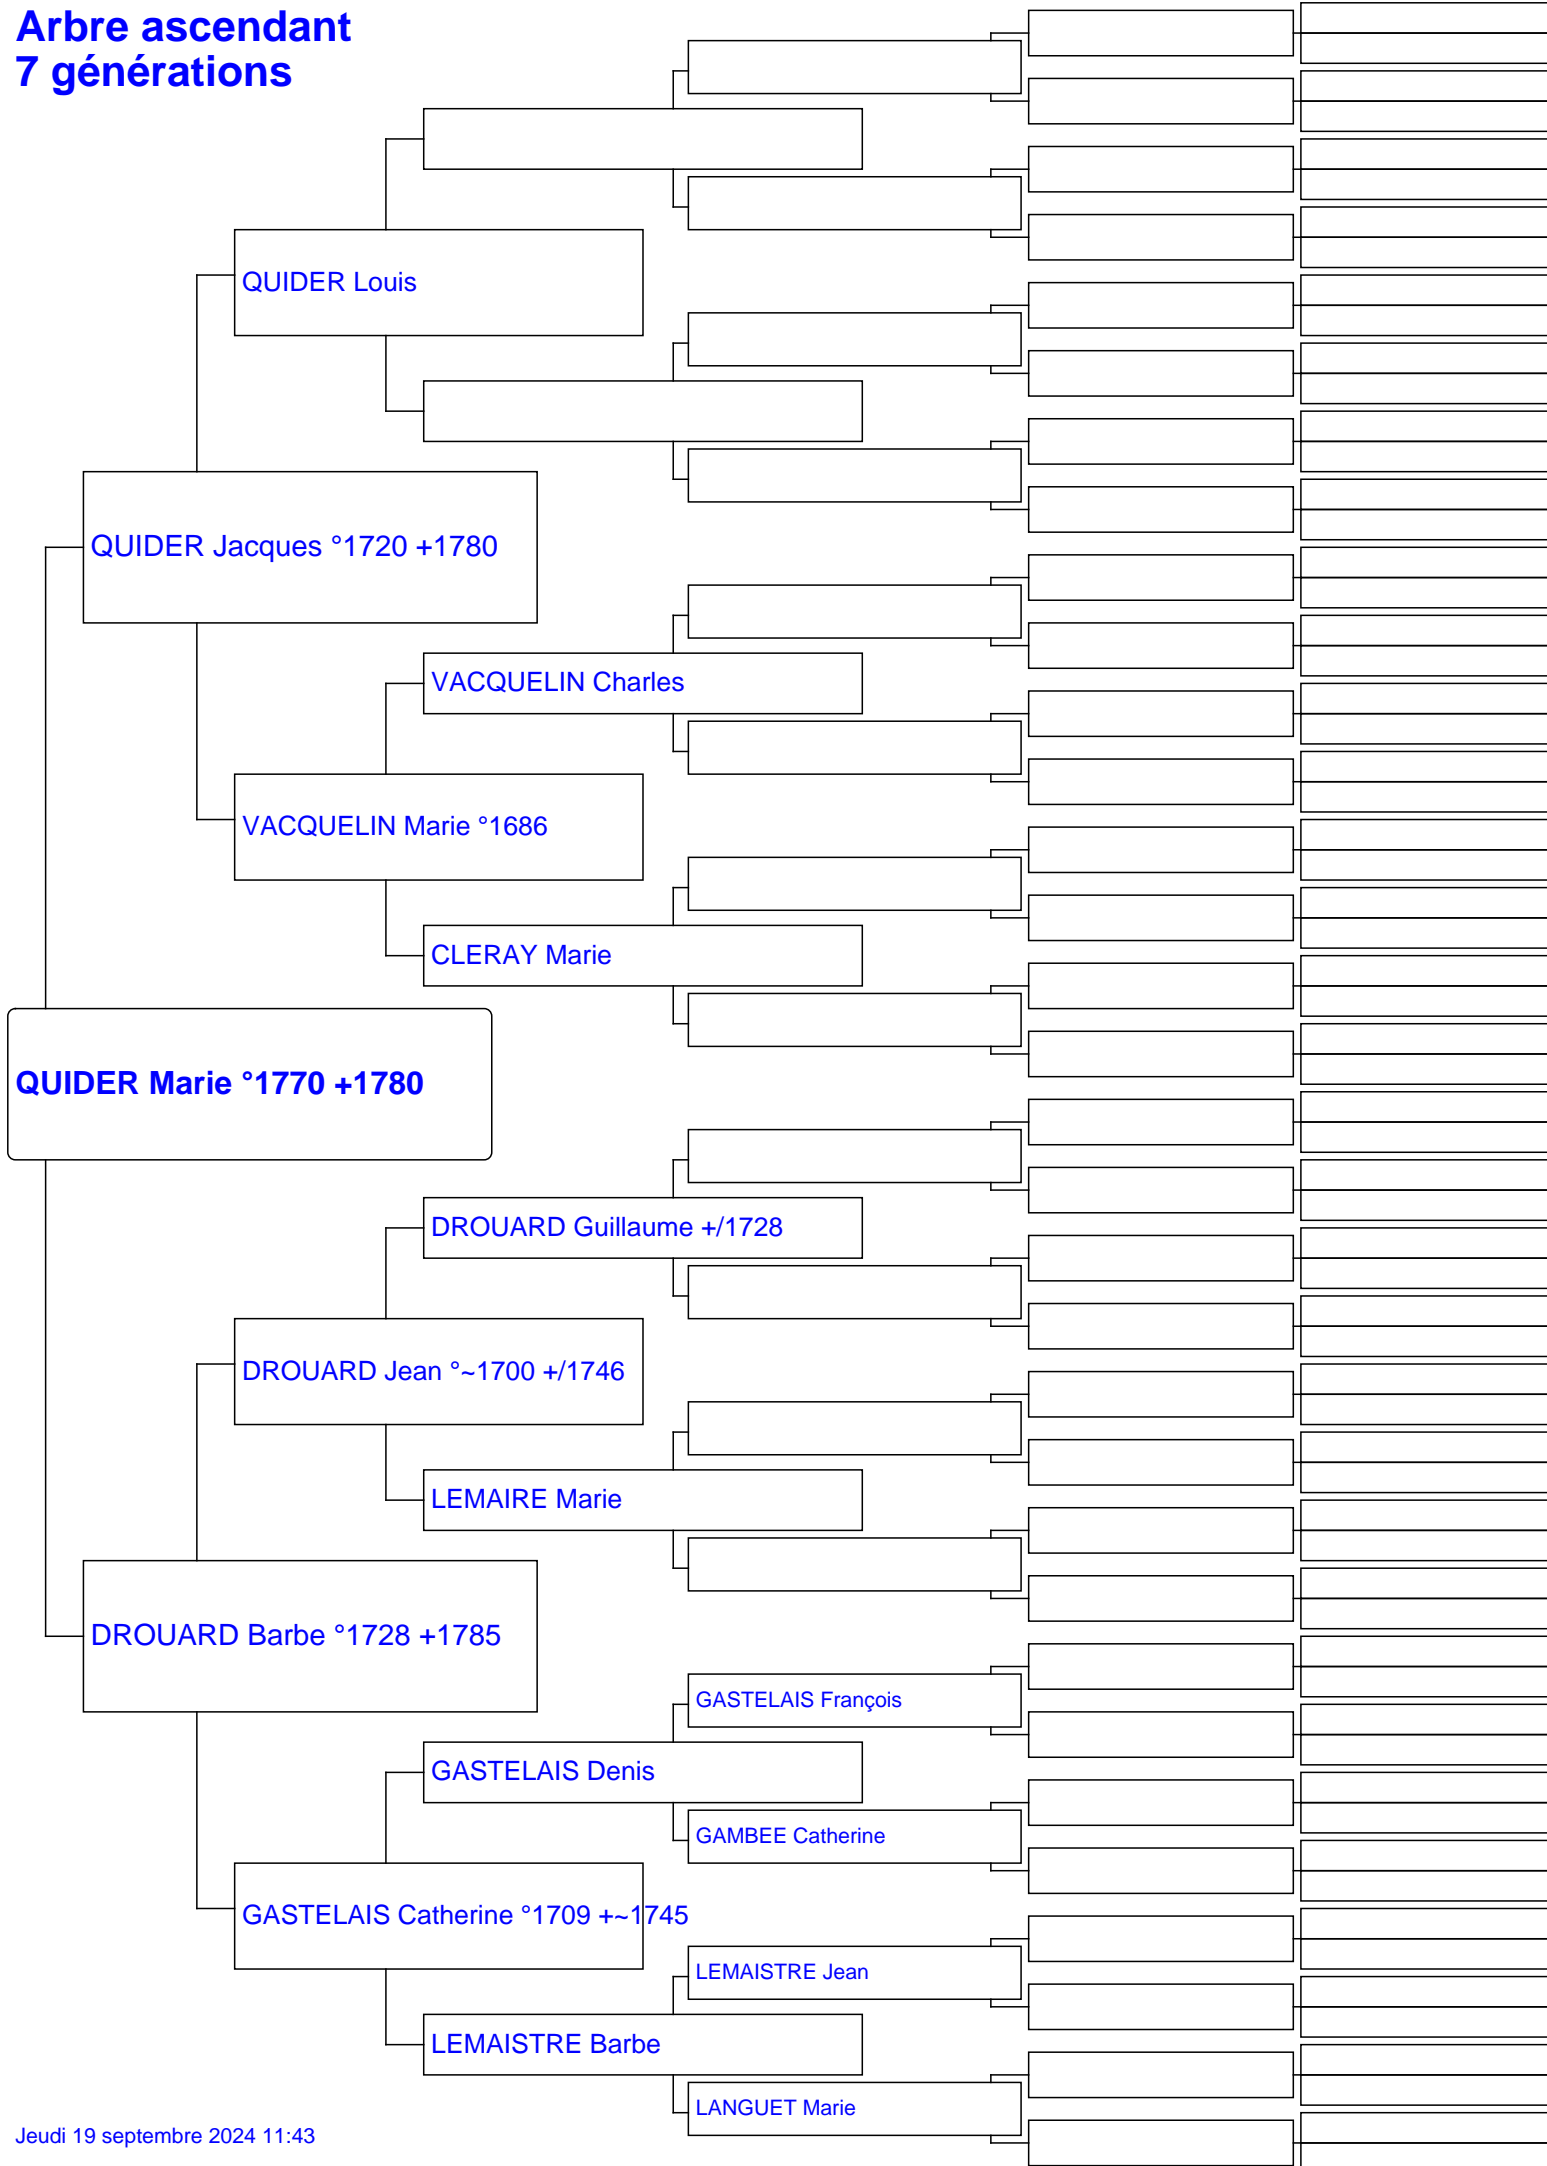 Arbre ascendant
7 générations
QUIDER Louis
QUIDER Jacques °1720 +1780
VACQUELIN Charles
VACQUELIN Marie °1686
CLERAY Marie
QUIDER Marie °1770 +1780
DROUARD Guillaume +/1728
DROUARD Jean °~1700 +/1746
LEMAIRE Marie
DROUARD Barbe °1728 +1785
GASTELAIS François
GASTELAIS Denis
GAMBEE Catherine
GASTELAIS Catherine °1709 +~1745
LEMAISTRE Jean
LEMAISTRE Barbe
LANGUET Marie
Jeudi 19 septembre 2024 11:43